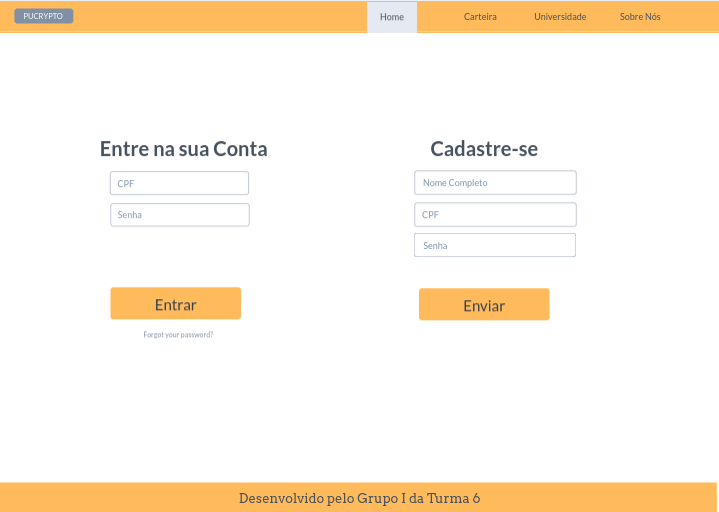 PUCRYPTO
Home
Carteira
Universidade
Sobre Nós
Entre na sua Conta
CPF
Senha
Entrar
Forgot your password?
Cadastre-se
Nome Completo
CPF
Senha
Enviar
Desenvolvido pelo Grupo I da Turma 6